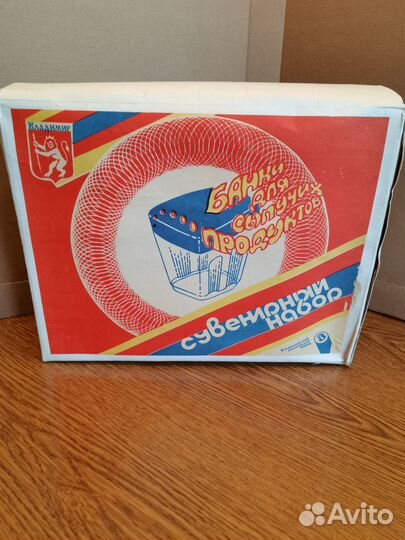 Владимир
Банки
для
сыпучих
продуктов
сувенирный
набор
Avito